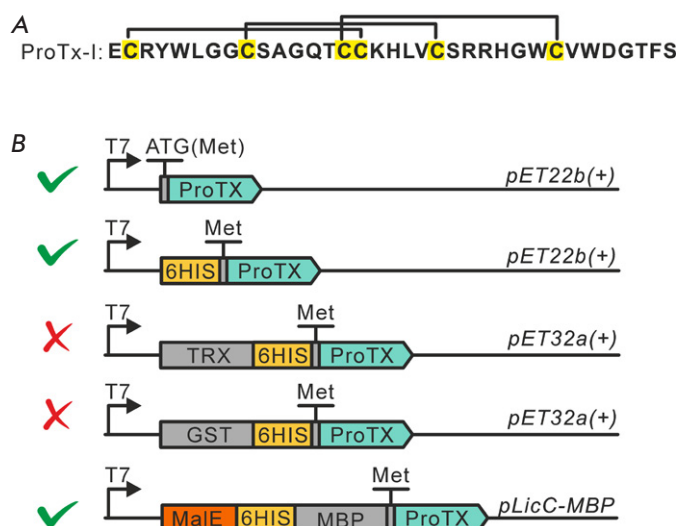 A
ProTx-I: ECRYWLGGCSAGQTCCKHLVCSRRHGWCVWDGTFS
B
T7 ATG(Met)
ProTX pET22b(+)
T7 Met
6HIS ProTX pET22b(+)
T7 Met
TRX 6HIS ProTX pET32a(+)
T7 Met
GST 6HIS ProTX pET32a(+)
T7 Met
MalE 6HIS MBP ProTX pLicC-MBP